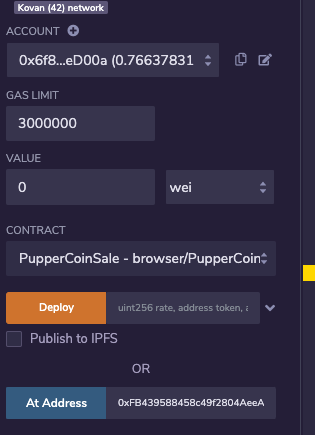 Kovan (42) network
ACCOUNT
0x6f8...eD00a (0.76637831
GAS LIMIT
3000000
VALUE
0
wei
CONTRACT
PupperCoinSale - browser/PupperCoin
Deploy
uint256 rate, address token, a
Publish to IPFS
OR
At Address
0xFB439588458c49f2804AeeA